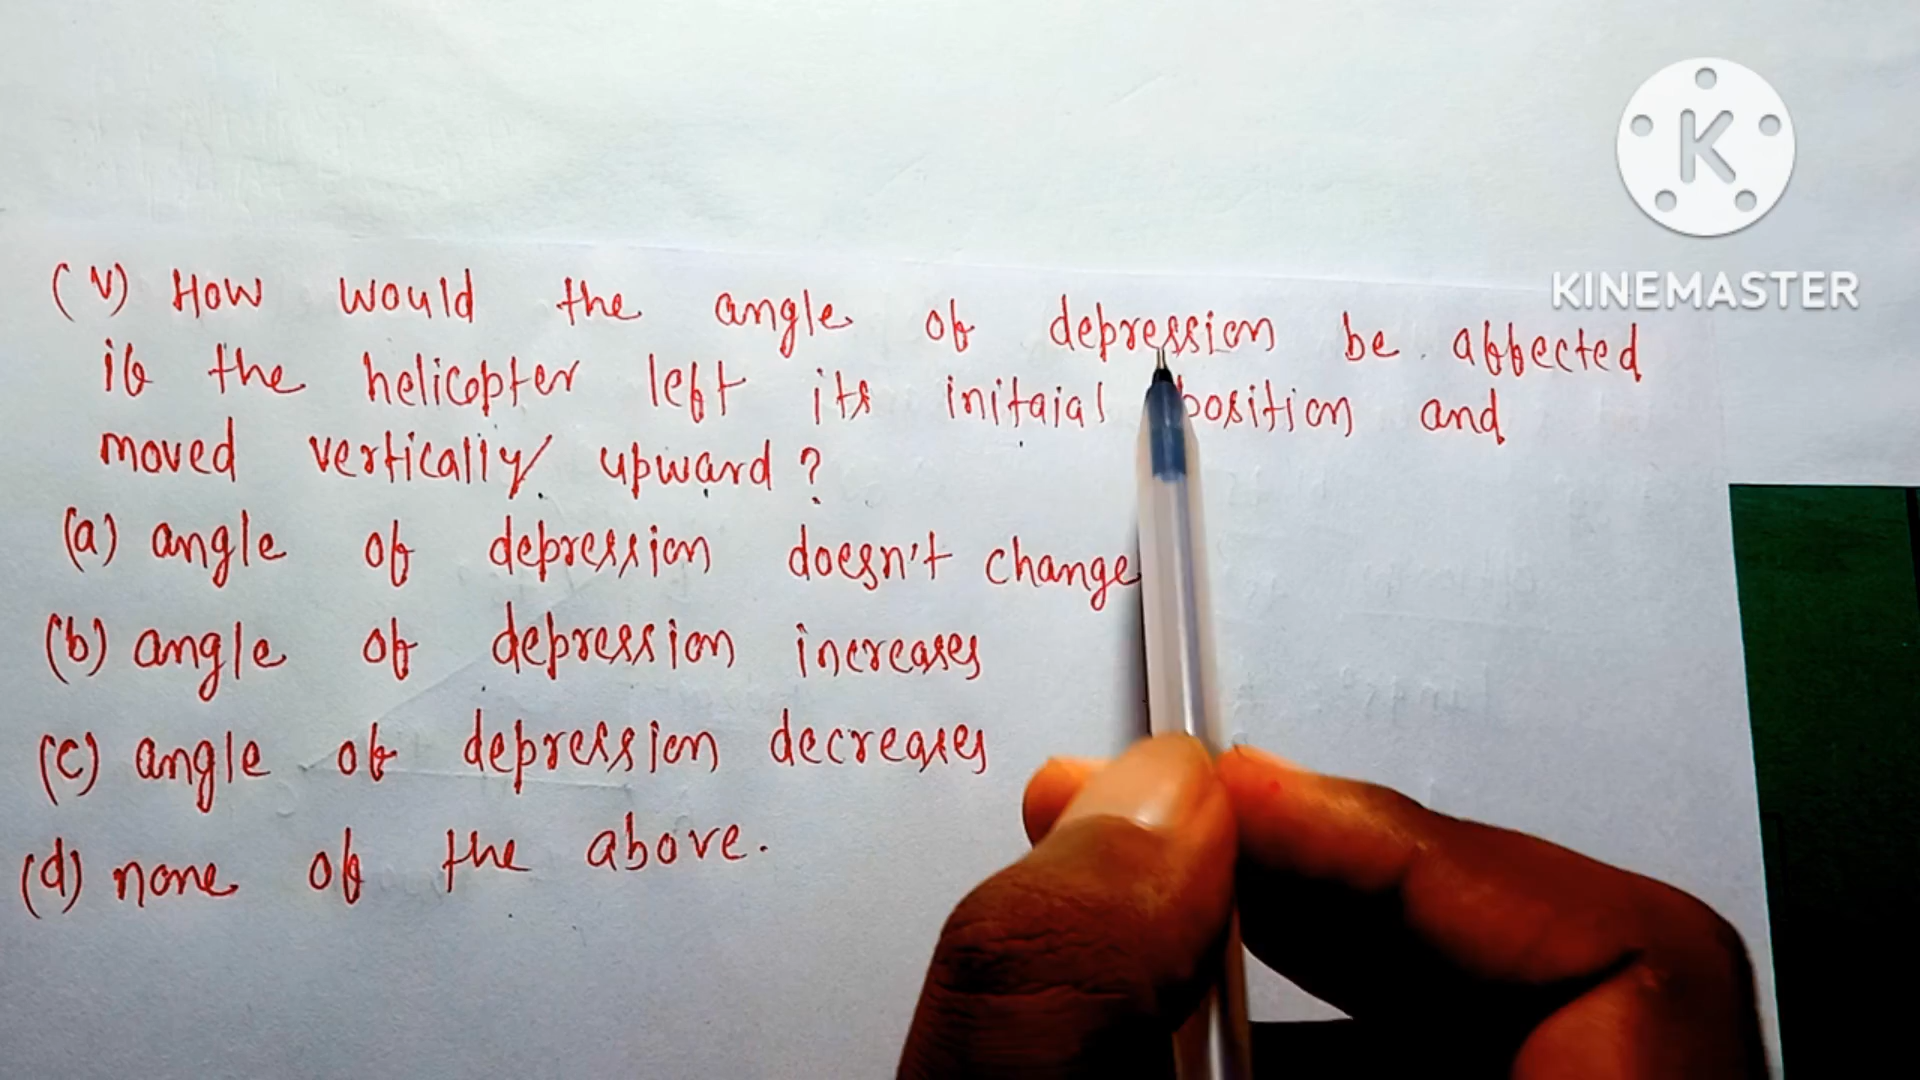 K
KINEMASTER
(v) How would the angle of depression be affected
if the helicopter left its initaial position and
moved vertically upward?
(a) angle of depression doesn't change
(b) angle of depression increases
(c) angle of depression decreases
(d) none of the above.